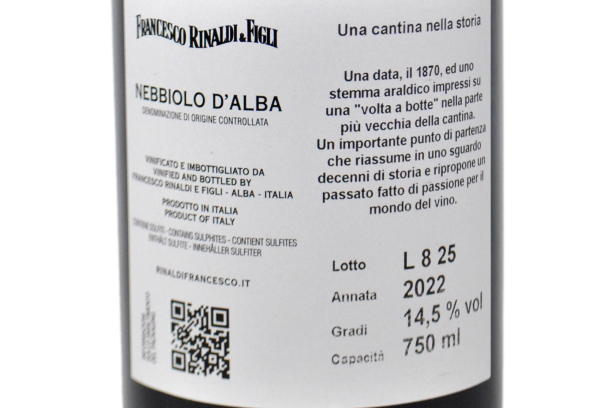 FRANCESCO RINALDI & FIGLI
NEBBIOLO D'ALBA
DENOMINAZIONE DI ORIGINE CONTROLLATA
VINIFICATO E IMBOTTIGLIATO DA
VINIFIED AND BOTTLED BY
FRANCESCO RINALDI E FIGLI - ALBA - ITALIA
PRODOTTO IN ITALIA
PRODUCT OF ITALY
CONTIENE SOLFITI - CONTAINS SULPHITES - CONTIENT SULFITES
ENTHÄLT SULFITE - INNEHÅLLER SULFITER
RINALDIFRANCESCO.IT
Una cantina nella storia
Una data, il 1870, ed uno
stemma araldico impressi su
una "volta a botte" nella parte
più vecchia della cantina.
Un importante punto di partenza
che riassume in uno sguardo
decenni di storia e ripropone un
passato fatto di passione per il
mondo del vino.
Lotto L 8 25
Annata 2022
Gradi 14,5 % vol
Capacità 750 ml